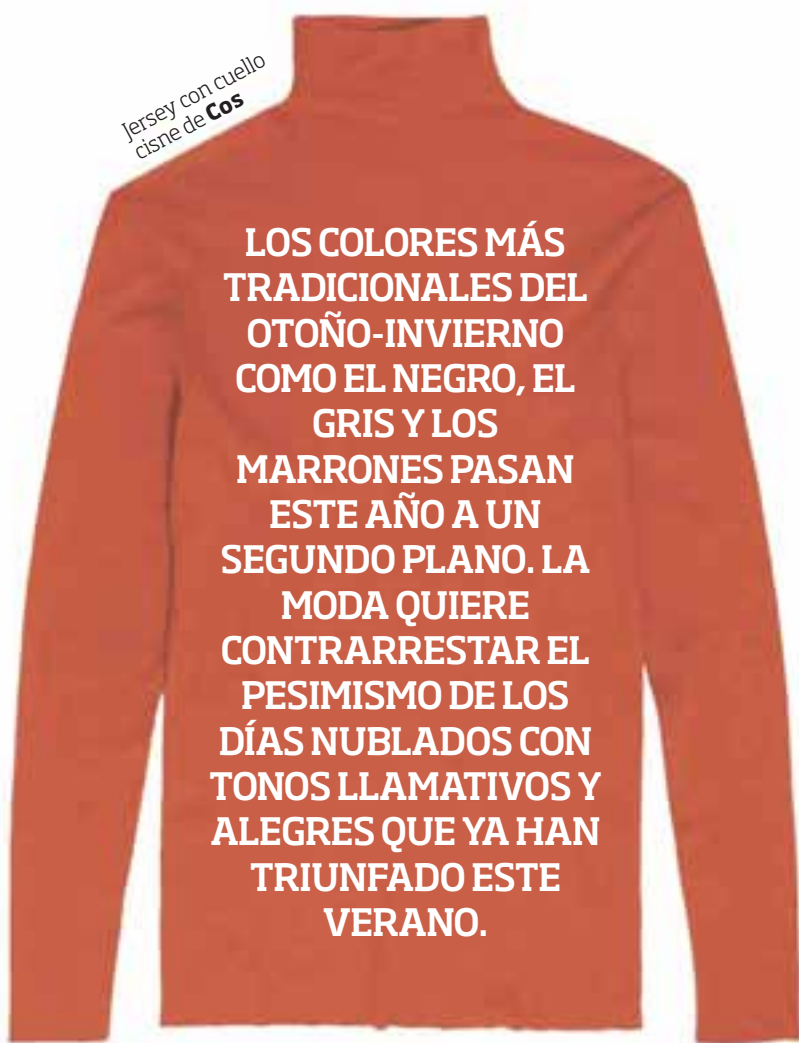 Jersey con cuello
cisne de Cos
LOS COLORES MÁS
TRADICIONALES DEL
OTOÑO-INVIERNO
COMO EL NEGRO, EL
GRIS Y LOS
MARRONES PASAN
ESTE AÑO A UN
SEGUNDO PLANO. LA
MODA QUIERE
CONTRARRESTAR EL
PESIMISMO DE LOS
DÍAS NUBLADOS CON
TONOS LLAMATIVOS Y
ALEGRES QUE YA HAN
TRIUNFADO ESTE
VERANO.